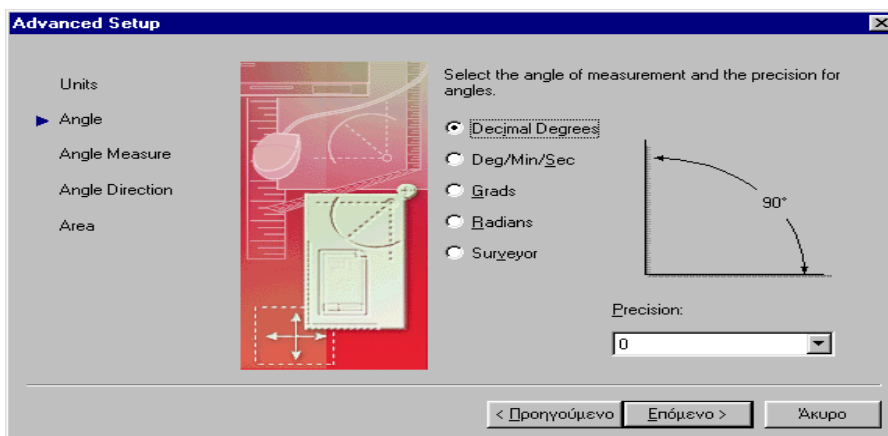 Advanced Setup
Units
Angle
Angle Measure
Angle Direction
Area
Select the angle of measurement and the precision for
angles.
Decimal Degrees
Deg/Min/Sec
Grads
Radians
Surveyor
90°
Precision:
0
< Προηγούμενο
Επόμενο >
Άκυρο